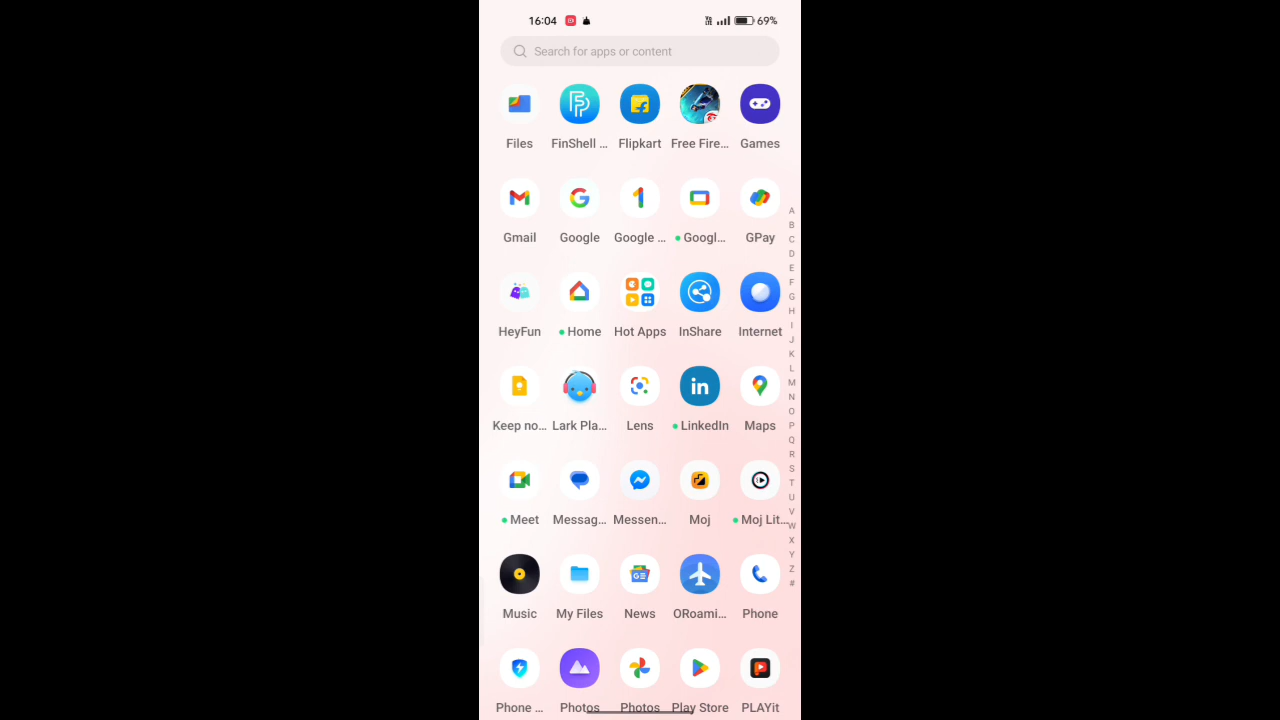 16:04 69%
Search for apps or content
Files FinShell ... Flipkart Free Fire... Games
Gmail Google Google ... Googl... GPay
HeyFun Home Hot Apps InShare Internet
Keep no... Lark Pla... Lens LinkedIn Maps
Meet Messag... Messen... Moj Moj Lit...
Music My Files News ORoami... Phone
Phone ... Photos Photos Play Store PLAYit
A
B
C
D
E
F
G
H
I
J
K
L
M
N
O
P
Q
R
S
T
U
V
W
X
Y
Z
#